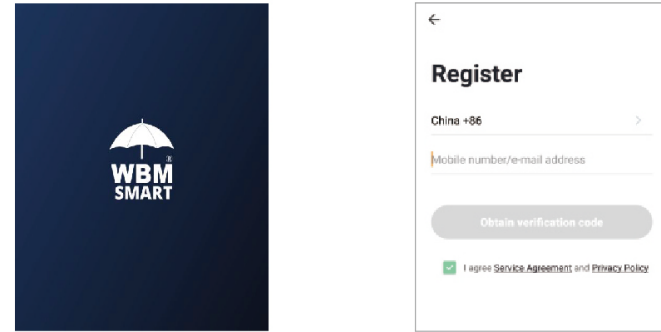 WBM®
SMART
Register
China +86
Mobile number/e-mail address
Obtain verification code
I agree Service Agreement and Privacy Policy